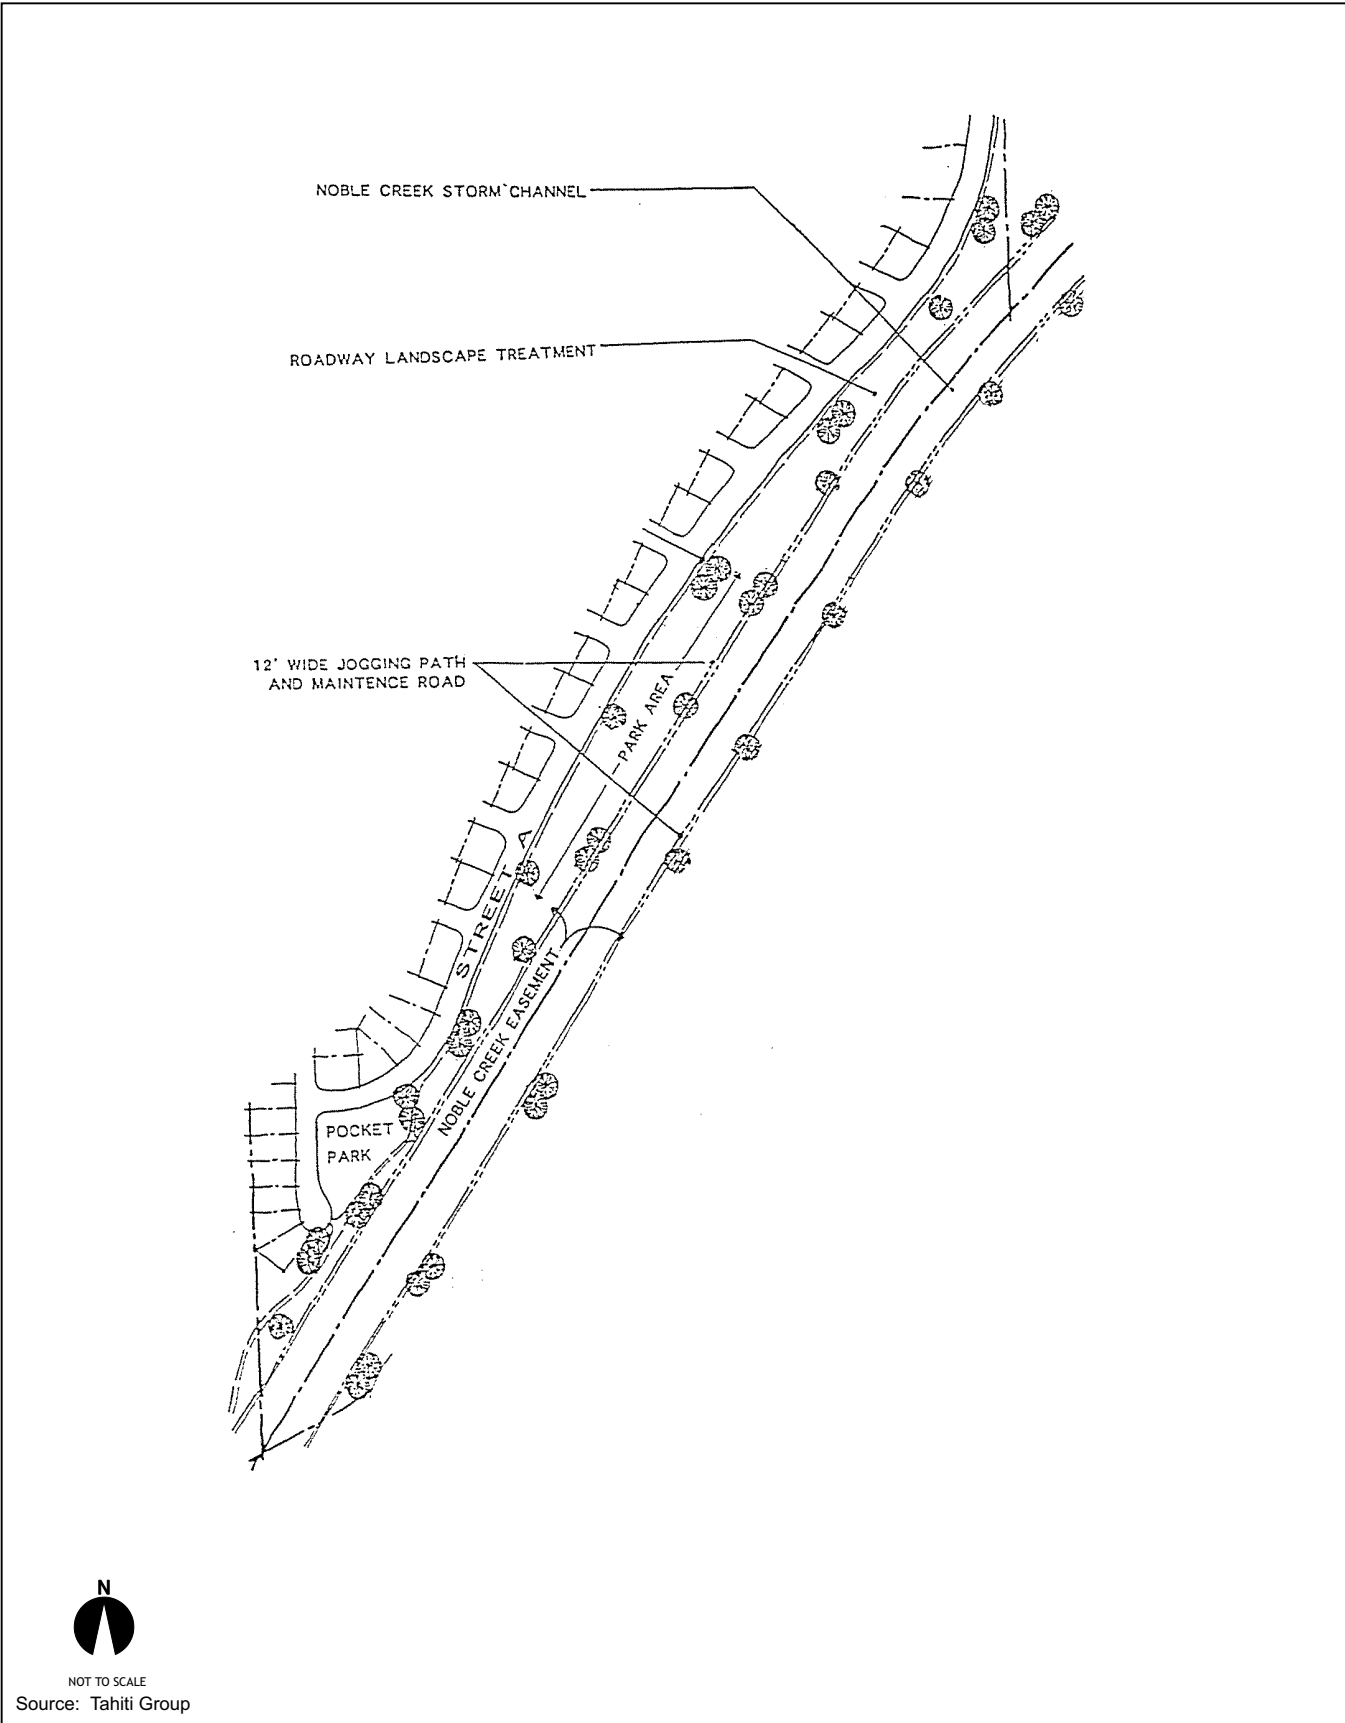 NOBLE CREEK STORM CHANNEL
ROADWAY LANDSCAPE TREATMENT
12' WIDE JOGGING PATH
AND MAINTENCE ROAD
PARK AREA
STREET A
NOBLE CREEK EASEMENT
POCKET
PARK
N
NOT TO SCALE
Source: Tahiti Group